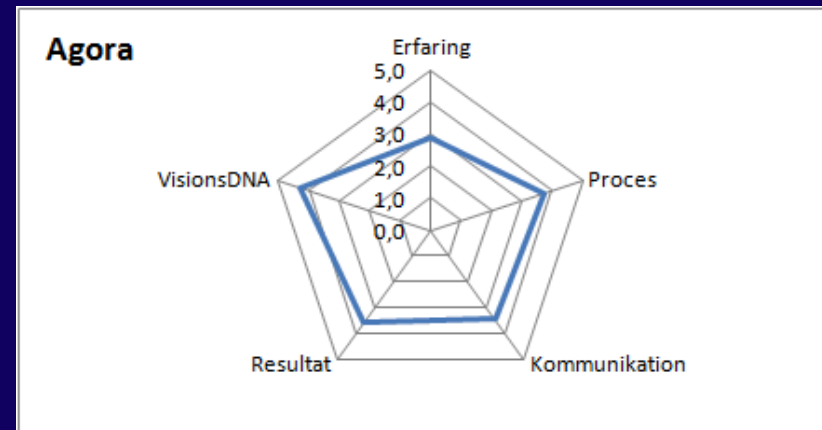 Agora
Erfaring
5,0
4,0
3,0
2,0
1,0
0,0
VisionsDNA
Proces
Resultat
Kommunikation